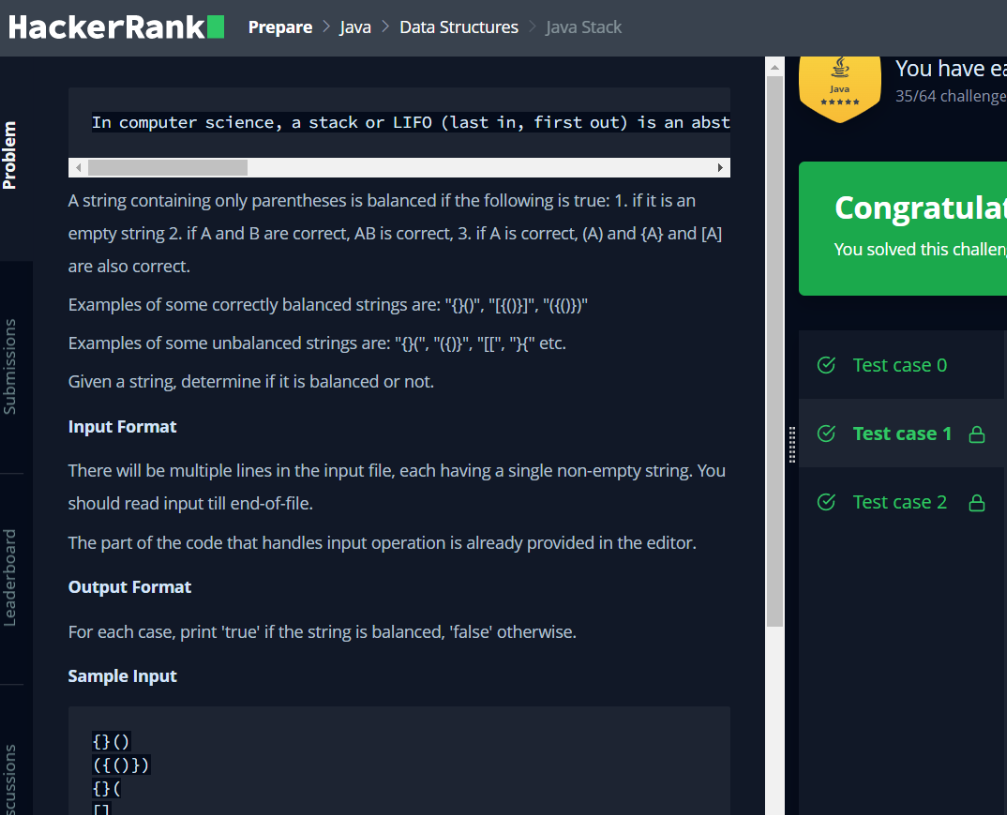 HackerRank Prepare > Java > Data Structures > Java Stack
Problem
Submissions
Leaderboard
In computer science, a stack or LIFO (last in, first out) is an
A string containing only parentheses is balanced if the following is true: 1. if it is an
empty string 2. if A and B are correct, AB is correct, 3. if A is correct, (A) and {A} and [A]
are also correct.
Examples of some correctly balanced strings are: "{}()", "[{()}]", "({()})"
Examples of some unbalanced strings are: "{}(", "({)}", "[[", "}{" etc.
Given a string, determine if it is balanced or not.
Input Format
There will be multiple lines in the input file, each having a single non-empty string. You
should read input till end-of-file.
The part of the code that handles input operation is already provided in the editor.
Output Format
For each case, print 'true' if the string is balanced, 'false' otherwise.
Sample Input
{}()
({()})
{}(
[]
Java
You have
35/64
You solved this
Test case 0
Test case 1
Test case 2